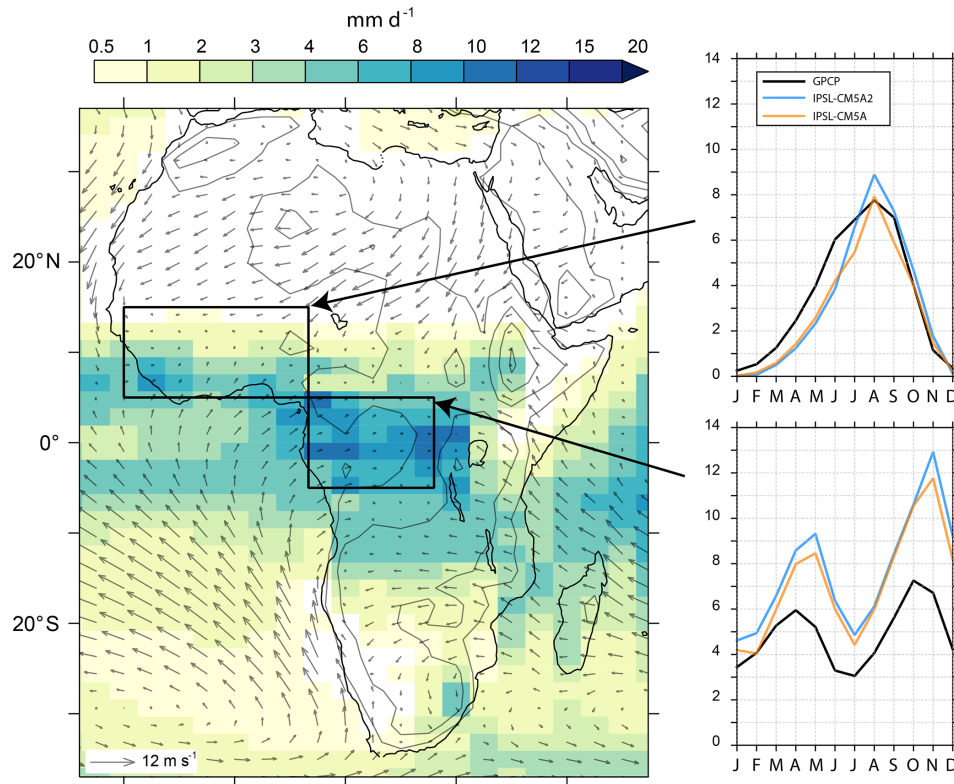 mm d⁻¹
0.5 1 2 3 4 6 8 10 12 15 20
20°N
0°
20°S
12 m s⁻¹
14
12
10
8
6
4
2
0
GPCP
IPSL-CM5A2
IPSL-CM5A
J F M A M J J A S O N D
14
12
10
8
6
4
2
0
J F M A M J J A S O N D